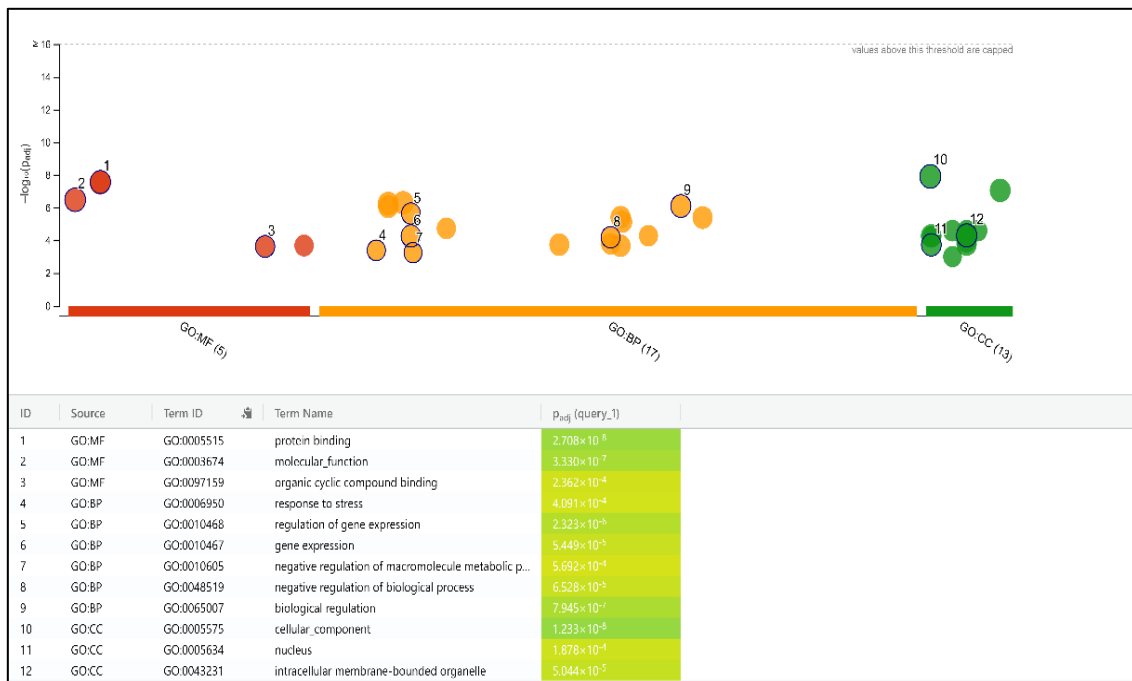 ≥ 16
values above this threshold are capped
14
12
10
8
6
4
2
0
-log₁₀(p_adj)
1
2
3
4
5
6
7
8
9
10
11
12
GO:MF (5)
GO:BP (17)
GO:CC (13)
ID Source Term ID Term Name p_adj (query_1)
1 GO:MF GO:0005515 protein binding 2.708×10⁻⁸
2 GO:MF GO:0003674 molecular_function 3.330×10⁻⁷
3 GO:MF GO:0097159 organic cyclic compound binding 2.362×10⁻⁴
4 GO:BP GO:0006950 response to stress 4.091×10⁻⁴
5 GO:BP GO:0010468 regulation of gene expression 2.323×10⁻⁶
6 GO:BP GO:0010467 gene expression 5.449×10⁻⁵
7 GO:BP GO:0010605 negative regulation of macromolecule metabolic p... 5.692×10⁻⁴
8 GO:BP GO:0048519 negative regulation of biological process 6.528×10⁻⁵
9 GO:BP GO:0065007 biological regulation 7.945×10⁻⁷
10 GO:CC GO:0005575 cellular_component 1.233×10⁻⁸
11 GO:CC GO:0005634 nucleus 1.878×10⁻⁴
12 GO:CC GO:0043231 intracellular membrane-bounded organelle 5.044×10⁻⁵